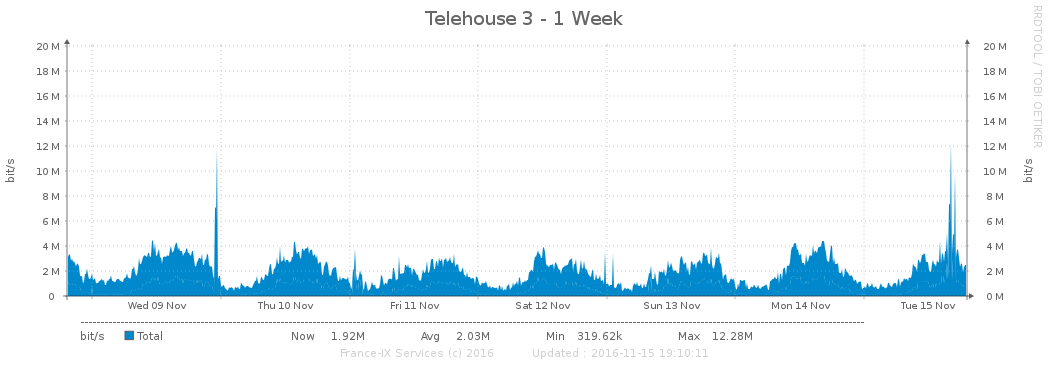 Telehouse 3 - 1 Week
RRDTOOL / TOBI OETIKER
bit/s
bit/s
20 M 20 M
18 M 18 M
16 M 16 M
14 M 14 M
12 M 12 M
10 M 10 M
8 M 8 M
6 M 6 M
4 M 4 M
2 M 2 M
0 0 M
Wed 09 Nov Thu 10 Nov Fri 11 Nov Sat 12 Nov Sun 13 Nov Mon 14 Nov Tue 15 Nov
bit/s Total Now 1.92M Avg 2.03M Min 319.62k Max 12.28M
France-IX Services (c) 2016 Updated : 2016-11-15 19:10:11